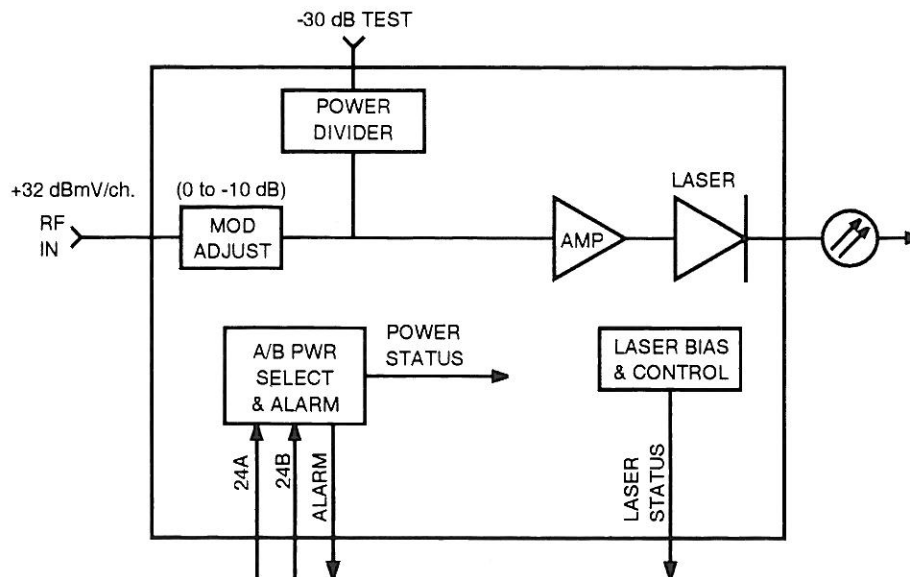 -30 dB TEST
POWER
DIVIDER
+32 dBmV/ch.
(0 to -10 dB)
LASER
RF
IN
MOD
ADJUST
AMP
A/B PWR
SELECT
& ALARM
POWER
STATUS
LASER BIAS
& CONTROL
24A
24B
ALARM
LASER
STATUS